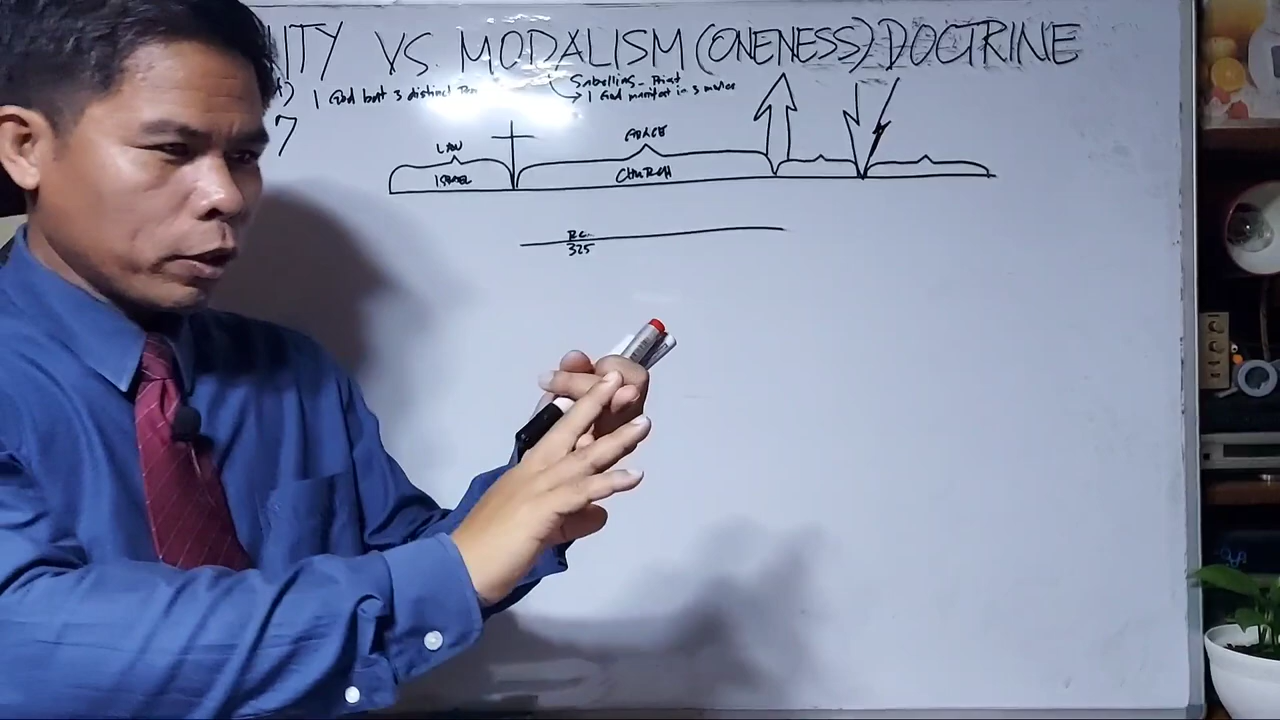 ITY VS. MODALISM (ONENESS) DOCTRINE
1 God but 3 distinct
Sabellius - Priest
1 God manifest in 3 modes
7
LAW
GRACE
ISRAEL
CHURCH
R.C.
325